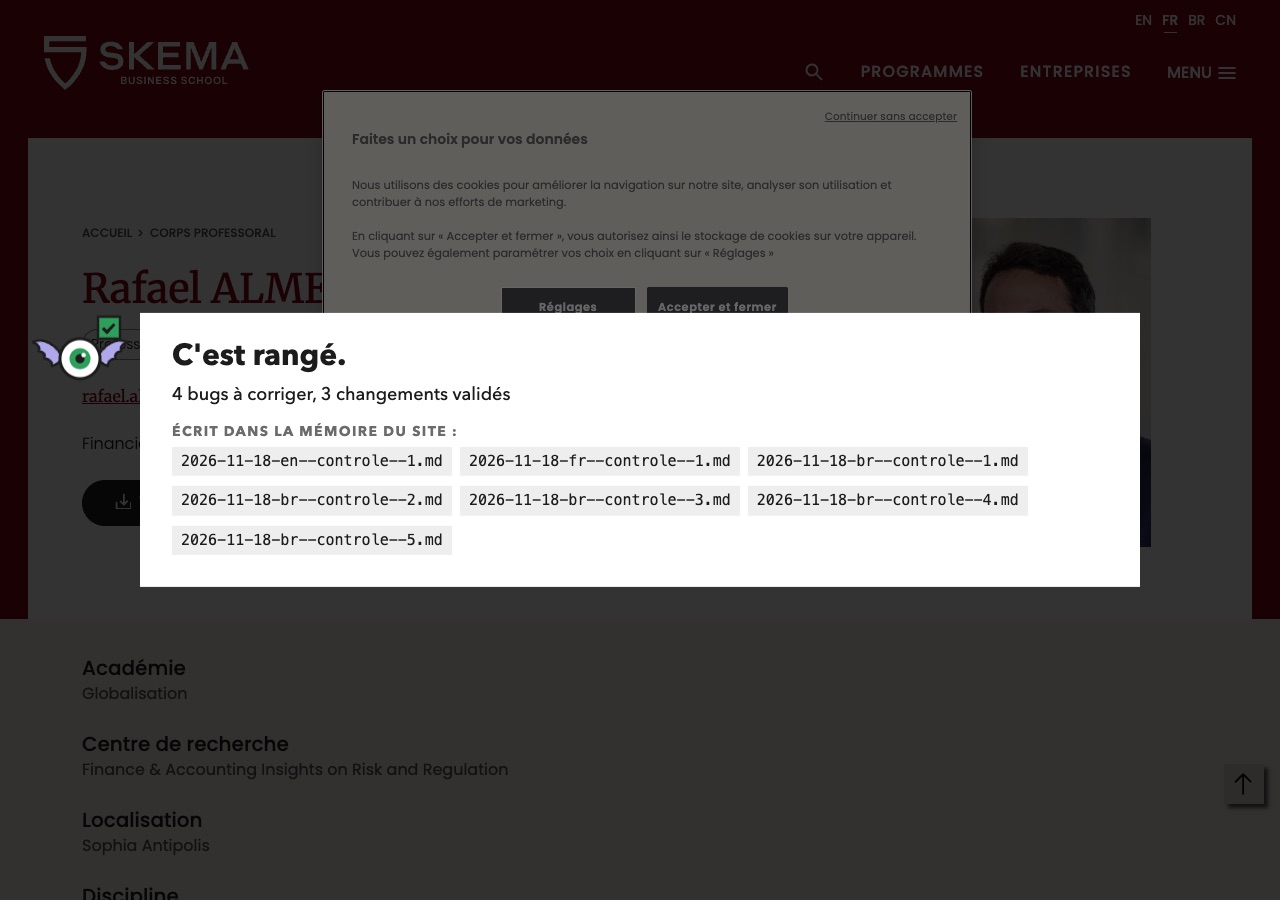 EN FR BR CN
SKEMA
BUSINESS SCHOOL
PROGRAMMES ENTREPRISES MENU
Continuer sans accepter
Faites un choix pour vos données
Nous utilisons des cookies pour améliorer la navigation sur notre site, analyser son utilisation et
contribuer à nos efforts de marketing.
En cliquant sur « Accepter et fermer », vous autorisez ainsi le stockage de cookies sur votre appareil.
Vous pouvez également paramétrer vos choix en cliquant sur « Réglages »
Réglages Accepter et fermer
ACCUEIL › CORPS PROFESSORAL
Rafael
C'est rangé.
4 bugs à corriger, 3 changements validés
ÉCRIT DANS LA MÉMOIRE DU SITE :
2026-11-18-en--controle--1.md 2026-11-18-fr--controle--1.md 2026-11-18-br--controle--1.md
2026-11-18-br--controle--2.md 2026-11-18-br--controle--3.md 2026-11-18-br--controle--4.md
2026-11-18-br--controle--5.md
Académie
Globalisation
Centre de recherche
Finance & Accounting Insights on Risk and Regulation
Localisation
Sophia Antipolis
Discipline